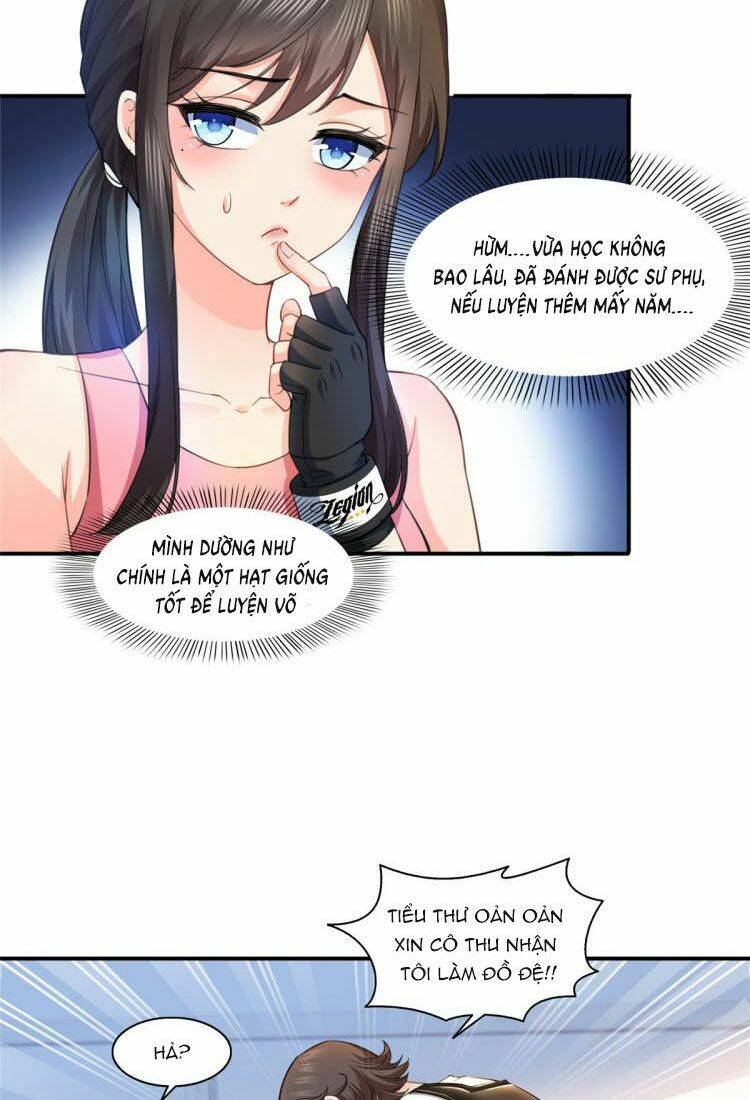 HỪM....VỪA HỌC KHÔNG
BAO LÂU, ĐÃ ĐÁNH ĐƯỢC SƯ PHỤ,
NẾU LUYỆN THÊM MẤY NĂM....
Legion
MÌNH DƯỜNG NHƯ
CHÍNH LÀ MỘT HẠT GIỐNG
TỐT ĐỂ LUYỆN VÕ
TIỂU THƯ OẢN OẢN
XIN CÔ THU NHẬN
TÔI LÀM ĐỒ ĐỆ!!
HẢ?